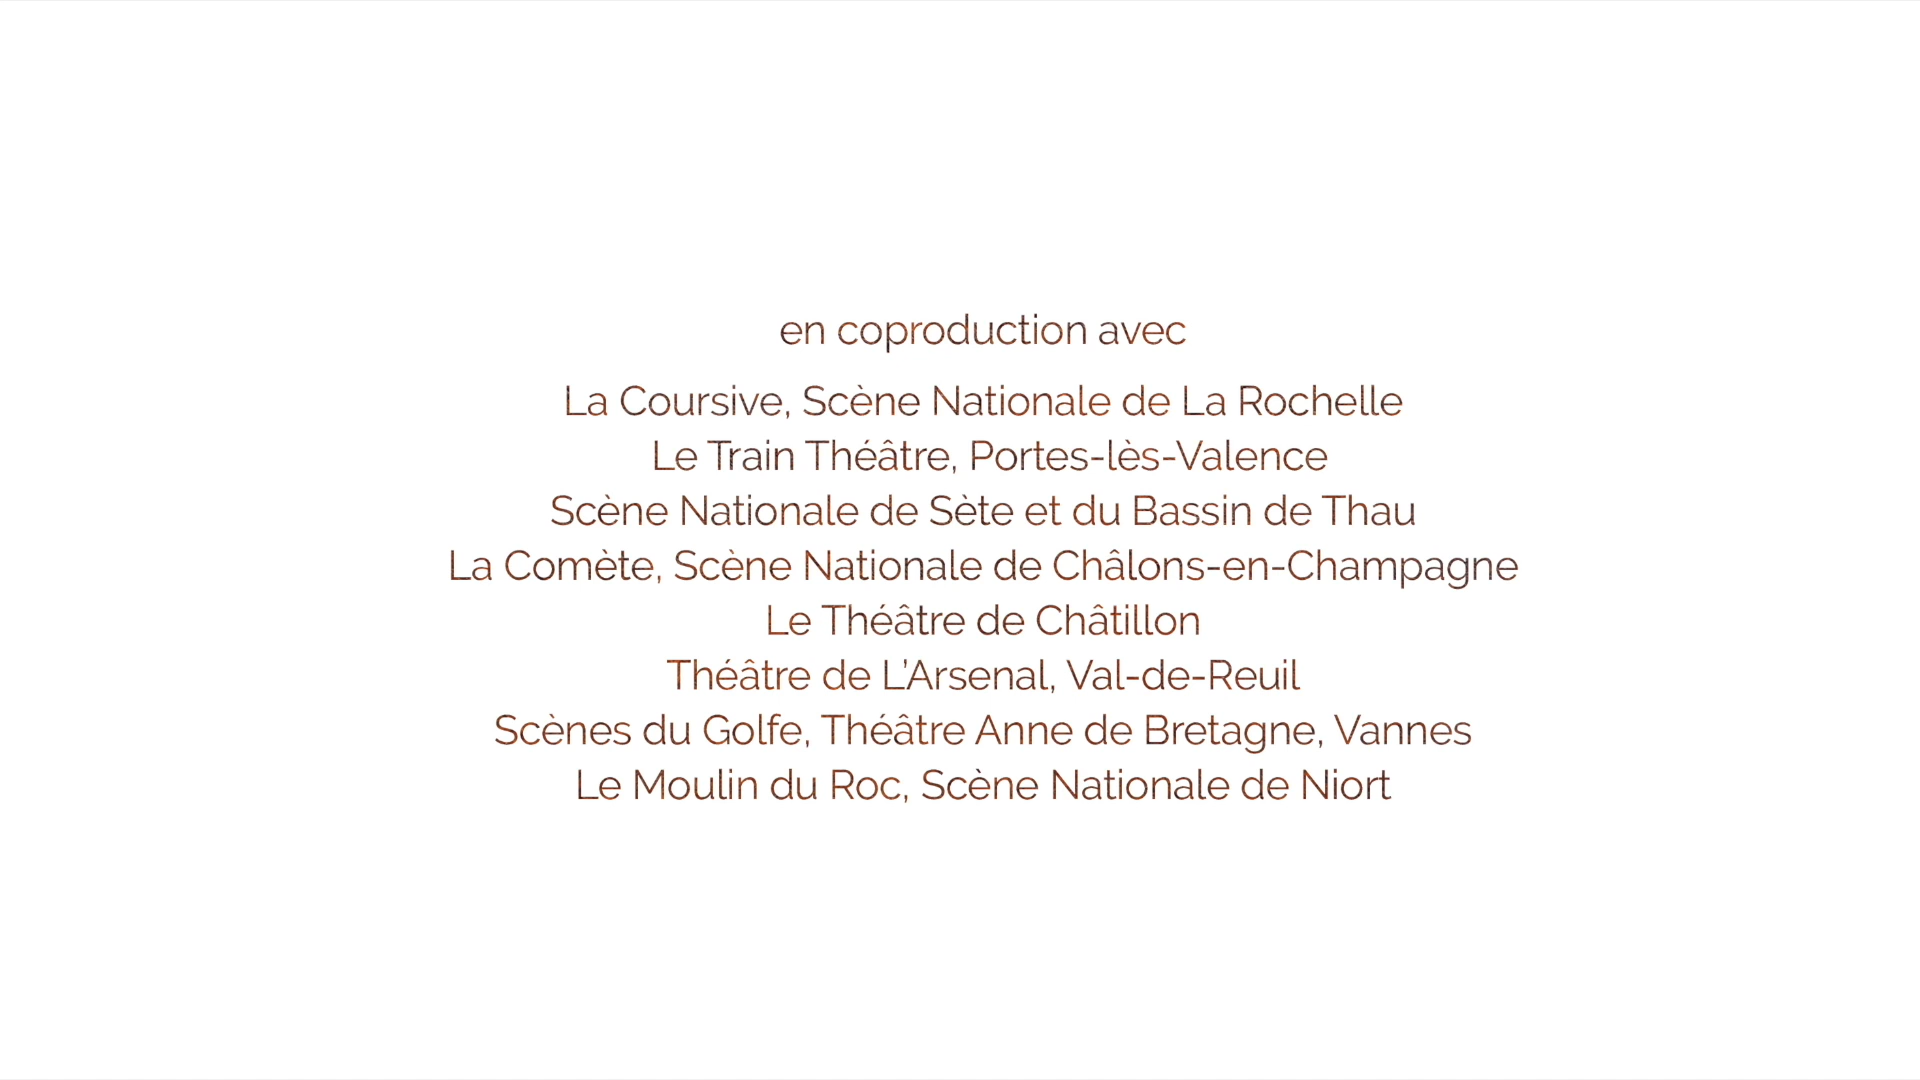 en coproduction avec
La Coursive, Scène Nationale de La Rochelle
Le Train Théâtre, Portes-lès-Valence
Scène Nationale de Sète et du Bassin de Thau
La Comète, Scène Nationale de Châlons-en-Champagne
Le Théâtre de Châtillon
Théâtre de L’Arsenal, Val-de-Reuil
Scènes du Golfe, Théâtre Anne de Bretagne, Vannes
Le Moulin du Roc, Scène Nationale de Niort